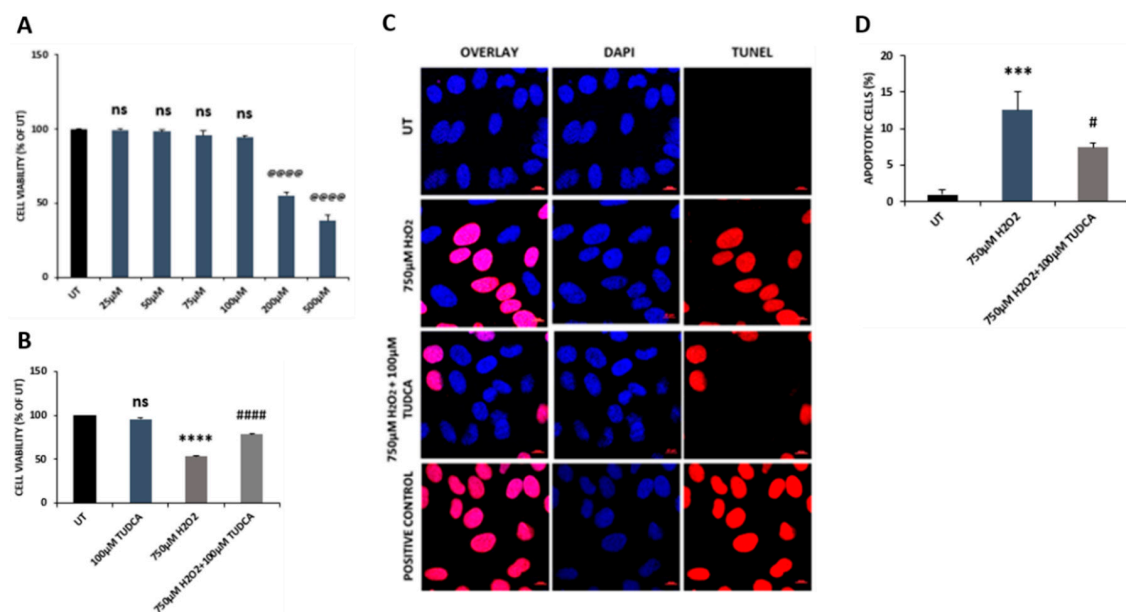 A
CELL VIABILITY (% OF UT)
150
100
50
0
ns
ns
ns
ns
@@@@
@@@@
UT
25µM
50µM
75µM
100µM
200µM
500µM
B
CELL VIABILITY (% OF UT)
150
100
50
0
ns
****
####
UT
100µM TUDCA
750µM H2O2
750µM H2O2+100µM TUDCA
C
OVERLAY DAPI TUNEL
UT
750µM H₂O₂
750µM H₂O₂ + 100µM
TUDCA
POSITIVE CONTROL
D
APOPTOTIC CELLS (%)
20
15
10
5
0
***
#
UT
750µM H2O2
750µM H2O2+100µM TUDCA